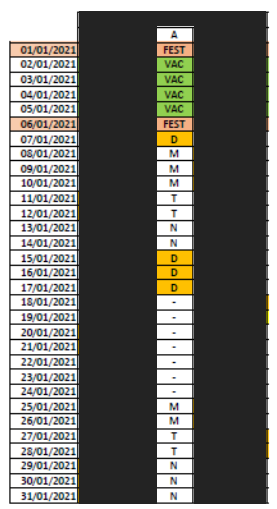 A
01/01/2021 FEST
02/01/2021 VAC
03/01/2021 VAC
04/01/2021 VAC
05/01/2021 VAC
06/01/2021 FEST
07/01/2021 D
08/01/2021 M
09/01/2021 M
10/01/2021 M
11/01/2021 T
12/01/2021 T
13/01/2021 N
14/01/2021 N
15/01/2021 D
16/01/2021 D
17/01/2021 D
18/01/2021 -
19/01/2021 -
20/01/2021 -
21/01/2021 -
22/01/2021 -
23/01/2021 -
24/01/2021 -
25/01/2021 M
26/01/2021 M
27/01/2021 T
28/01/2021 T
29/01/2021 N
30/01/2021 N
31/01/2021 N